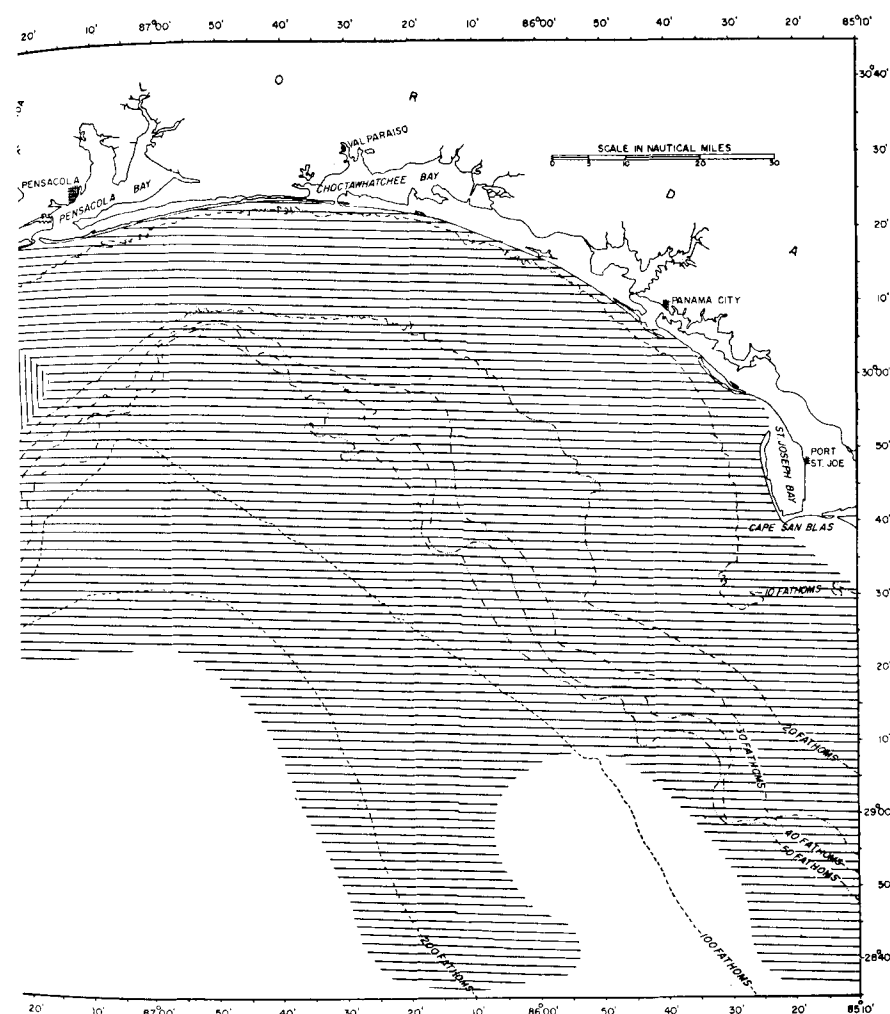 20' 10' 87°00' 50' 40' 30' 20' 10' 86°00' 50' 40' 30' 20' 85°10'
30°40'
O
R
VALPARAISO
SCALE IN NAUTICAL MILES
0 5 10 20 30
30'
PENSACOLA
CHOCTAWHATCHEE BAY
PENSACOLA BAY
D
20'
A
10'
PANAMA CITY
30°00'
50'
ST. JOSEPH BAY
PORT
ST. JOE
40'
CAPE SAN BLAS
10 FATHOMS
30'
20'
20 FATHOMS
30 FATHOMS
10'
29°00'
40 FATHOMS
50 FATHOMS
50'
200 FATHOMS
100 FATHOMS
28°40'
20' 10' 87°00' 50' 40' 30' 20' 10' 86°00' 50' 40' 30' 20' 85°10'